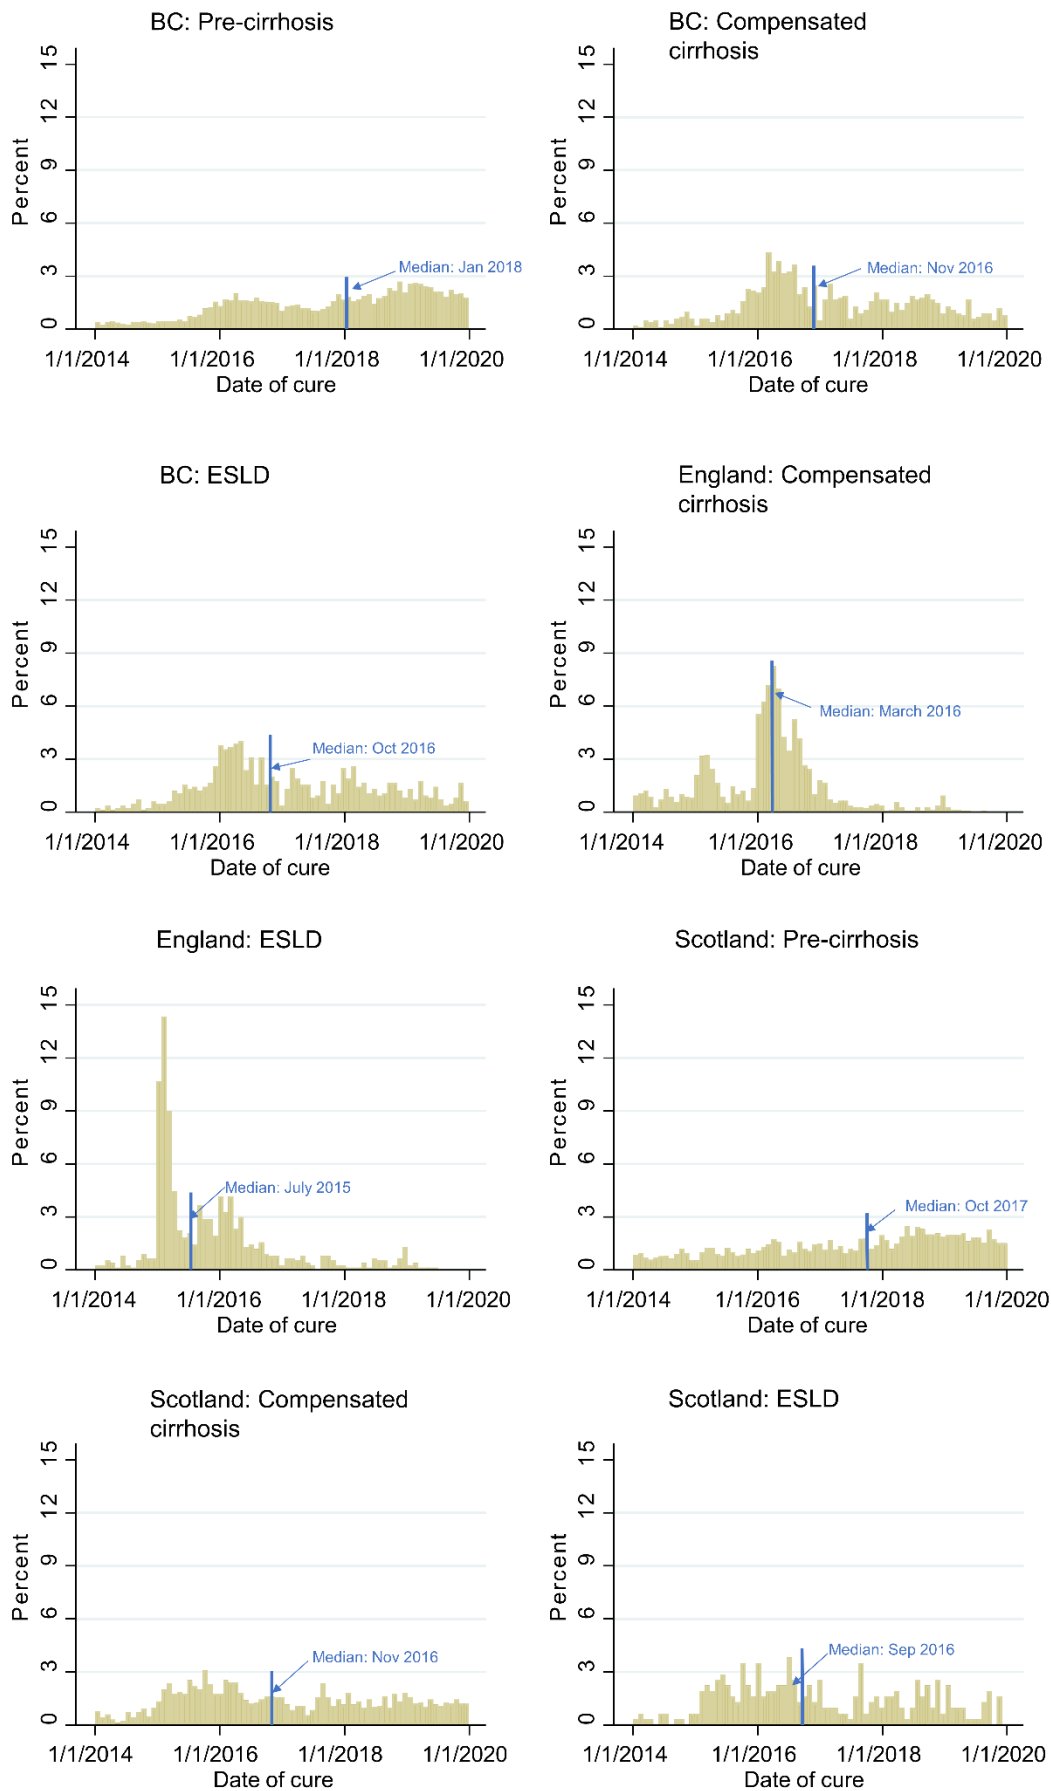 BC: Pre-cirrhosis
15
12
9
6
3
0
Percent
Median: Jan 2018
1/1/2014 1/1/2016 1/1/2018 1/1/2020
Date of cure
BC: Compensated
cirrhosis
15
12
9
6
3
0
Percent
Median: Nov 2016
1/1/2014 1/1/2016 1/1/2018 1/1/2020
Date of cure
BC: ESLD
15
12
9
6
3
0
Percent
Median: Oct 2016
1/1/2014 1/1/2016 1/1/2018 1/1/2020
Date of cure
England: Compensated
cirrhosis
15
12
9
6
3
0
Percent
Median: March 2016
1/1/2014 1/1/2016 1/1/2018 1/1/2020
Date of cure
England: ESLD
15
12
9
6
3
0
Percent
Median: July 2015
1/1/2014 1/1/2016 1/1/2018 1/1/2020
Date of cure
Scotland: Pre-cirrhosis
15
12
9
6
3
0
Percent
Median: Oct 2017
1/1/2014 1/1/2016 1/1/2018 1/1/2020
Date of cure
Scotland: Compensated
cirrhosis
15
12
9
6
3
0
Percent
Median: Nov 2016
1/1/2014 1/1/2016 1/1/2018 1/1/2020
Date of cure
Scotland: ESLD
15
12
9
6
3
0
Percent
Median: Sep 2016
1/1/2014 1/1/2016 1/1/2018 1/1/2020
Date of cure